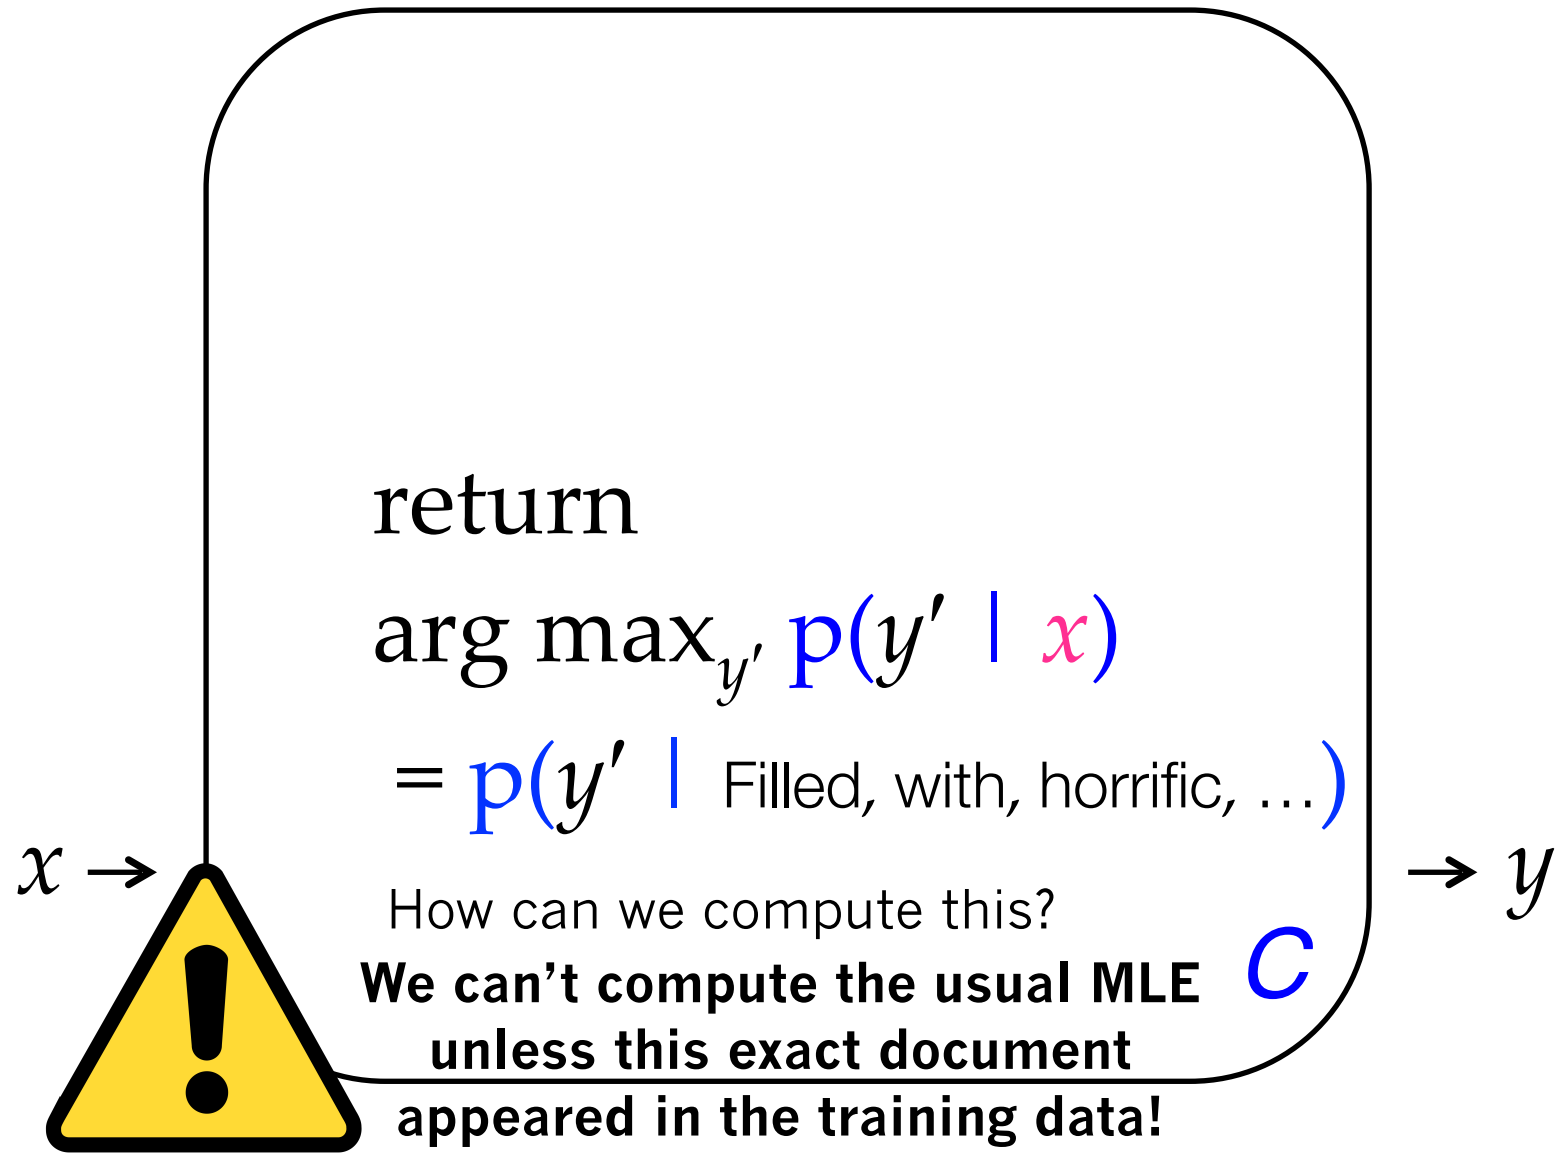 return
arg max_y′ p(y′ | x)
= p(y′ | Filled, with, horrific, …)
x → → y
How can we compute this?
We can’t compute the usual MLE C
unless this exact document
appeared in the training data!